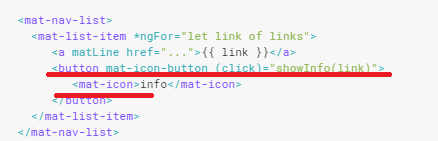 <mat-nav-list>
<mat-list-item *ngFor="let link of links">
<a matLine href="...">{{ link }}</a>
<button mat-icon-button (click)="showInfo(link)">
<mat-icon>info</mat-icon>
</button>
</mat-list-item>
</mat-nav-list>